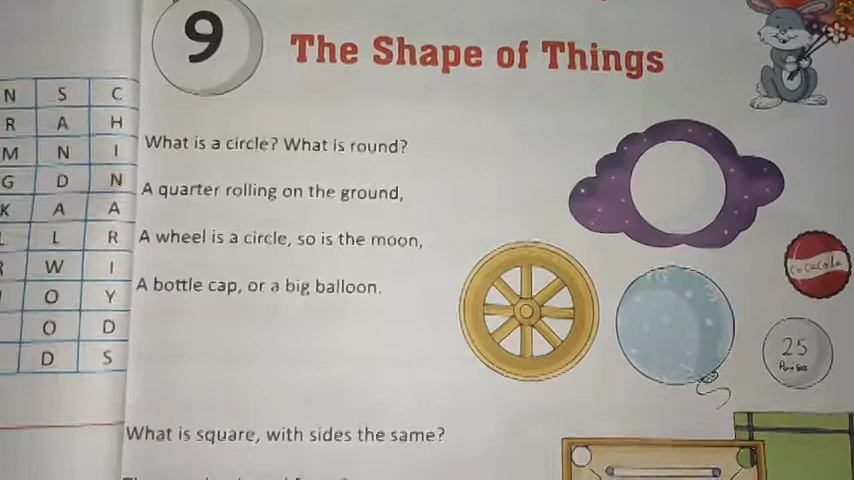 9
The Shape of Things
What is a circle? What is round?
A quarter rolling on the ground,
A wheel is a circle, so is the moon,
A bottle cap, or a big balloon.
What is square, with sides the same?
CocaCola
25
N S C
R A H
M N I
G D N
K A A
L R
W I
O Y
O D
D S